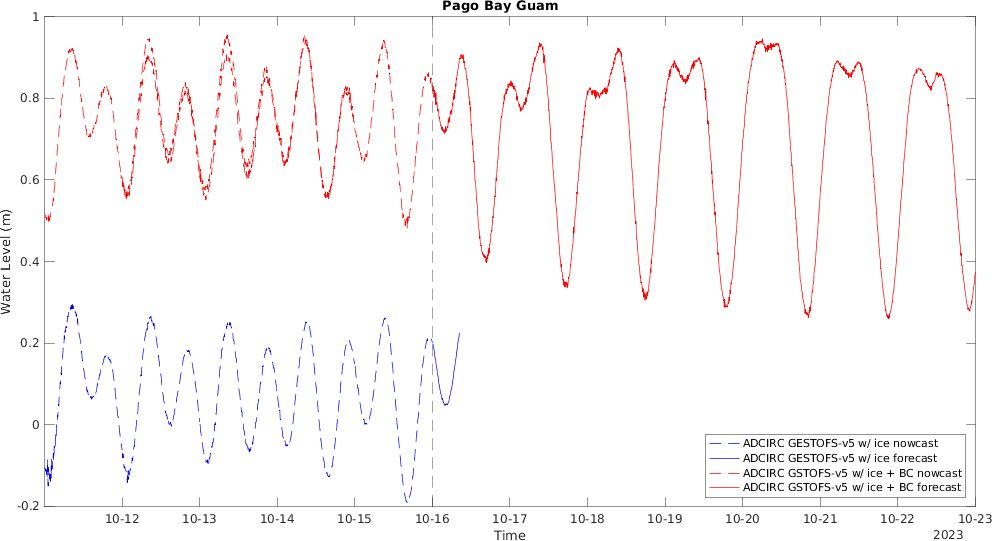 Pago Bay Guam
1
0.8
0.6
0.4
0.2
0
-0.2
Water Level (m)
ADCIRC GESTOFS-v5 w/ ice nowcast
ADCIRC GESTOFS-v5 w/ ice forecast
ADCIRC GSTOFS-v5 w/ ice + BC nowcast
ADCIRC GSTOFS-v5 w/ ice + BC forecast
10-12 10-13 10-14 10-15 10-16 10-17 10-18 10-19 10-20 10-21 10-22 10-23
Time
2023